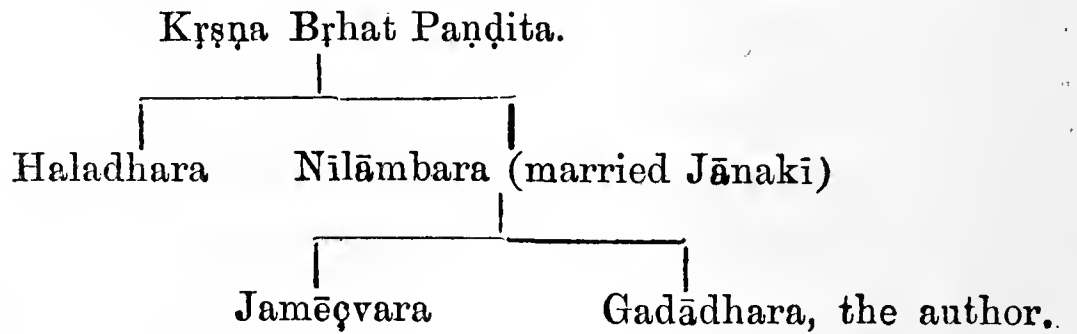 Kṛṣṇa Bṛhat Paṇḍita.
Haladhara Nīlāmbara (married Jānakī)
Jamēçvara Gadādhara, the author.